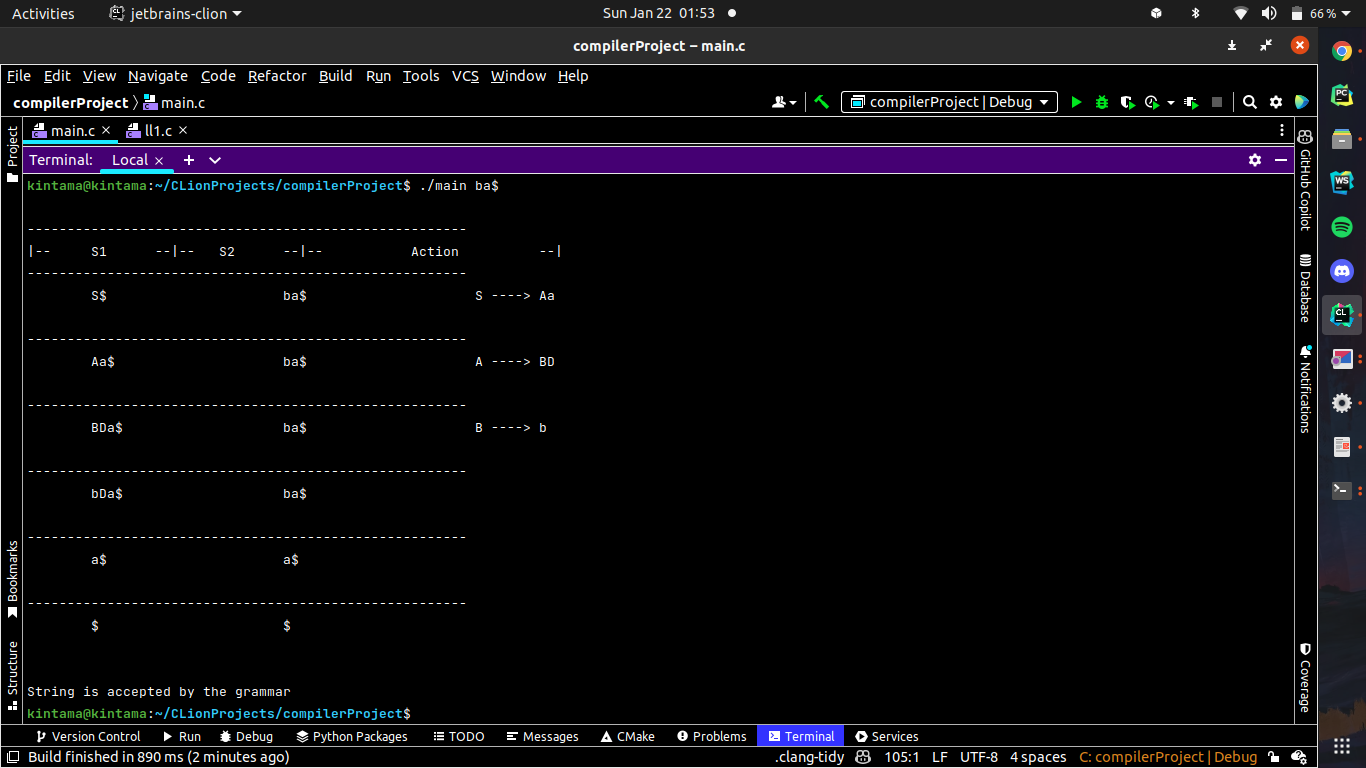 Activities jetbrains-clion Sun Jan 22 01:53 66 %
compilerProject – main.c
File Edit View Navigate Code Refactor Build Run Tools VCS Window Help
compilerProject main.c compilerProject | Debug
main.c ll1.c
Terminal: Local
kintama@kintama:~/CLionProjects/compilerProject$ ./main ba$
-------------------------------------------------------
|-- S1 --|-- S2 --|-- Action --|
-------------------------------------------------------
S$ ba$ S ----> Aa
-------------------------------------------------------
Aa$ ba$ A ----> BD
-------------------------------------------------------
BDa$ ba$ B ----> b
-------------------------------------------------------
bDa$ ba$
-------------------------------------------------------
a$ a$
-------------------------------------------------------
$ $
String is accepted by the grammar
kintama@kintama:~/CLionProjects/compilerProject$
Project
Bookmarks
Structure
GitHub Copilot
Database
Notifications
Coverage
PC
WS
CL
Version Control Run Debug Python Packages TODO Messages CMake Problems Terminal Services
Build finished in 890 ms (2 minutes ago) .clang-tidy 105:1 LF UTF-8 4 spaces C: compilerProject | Debug